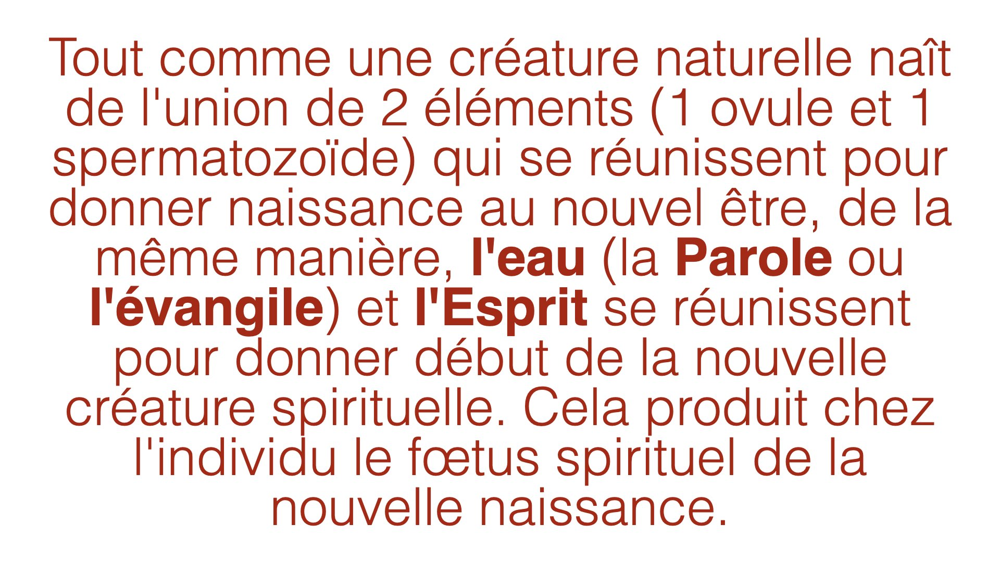 Tout comme une créature naturelle naît
de l'union de 2 éléments (1 ovule et 1
spermatozoïde) qui se réunissent pour
donner naissance au nouvel être, de la
même manière, l'eau (la Parole ou
l'évangile) et l'Esprit se réunissent
pour donner début de la nouvelle
créature spirituelle. Cela produit chez
l'individu le fœtus spirituel de la
nouvelle naissance.